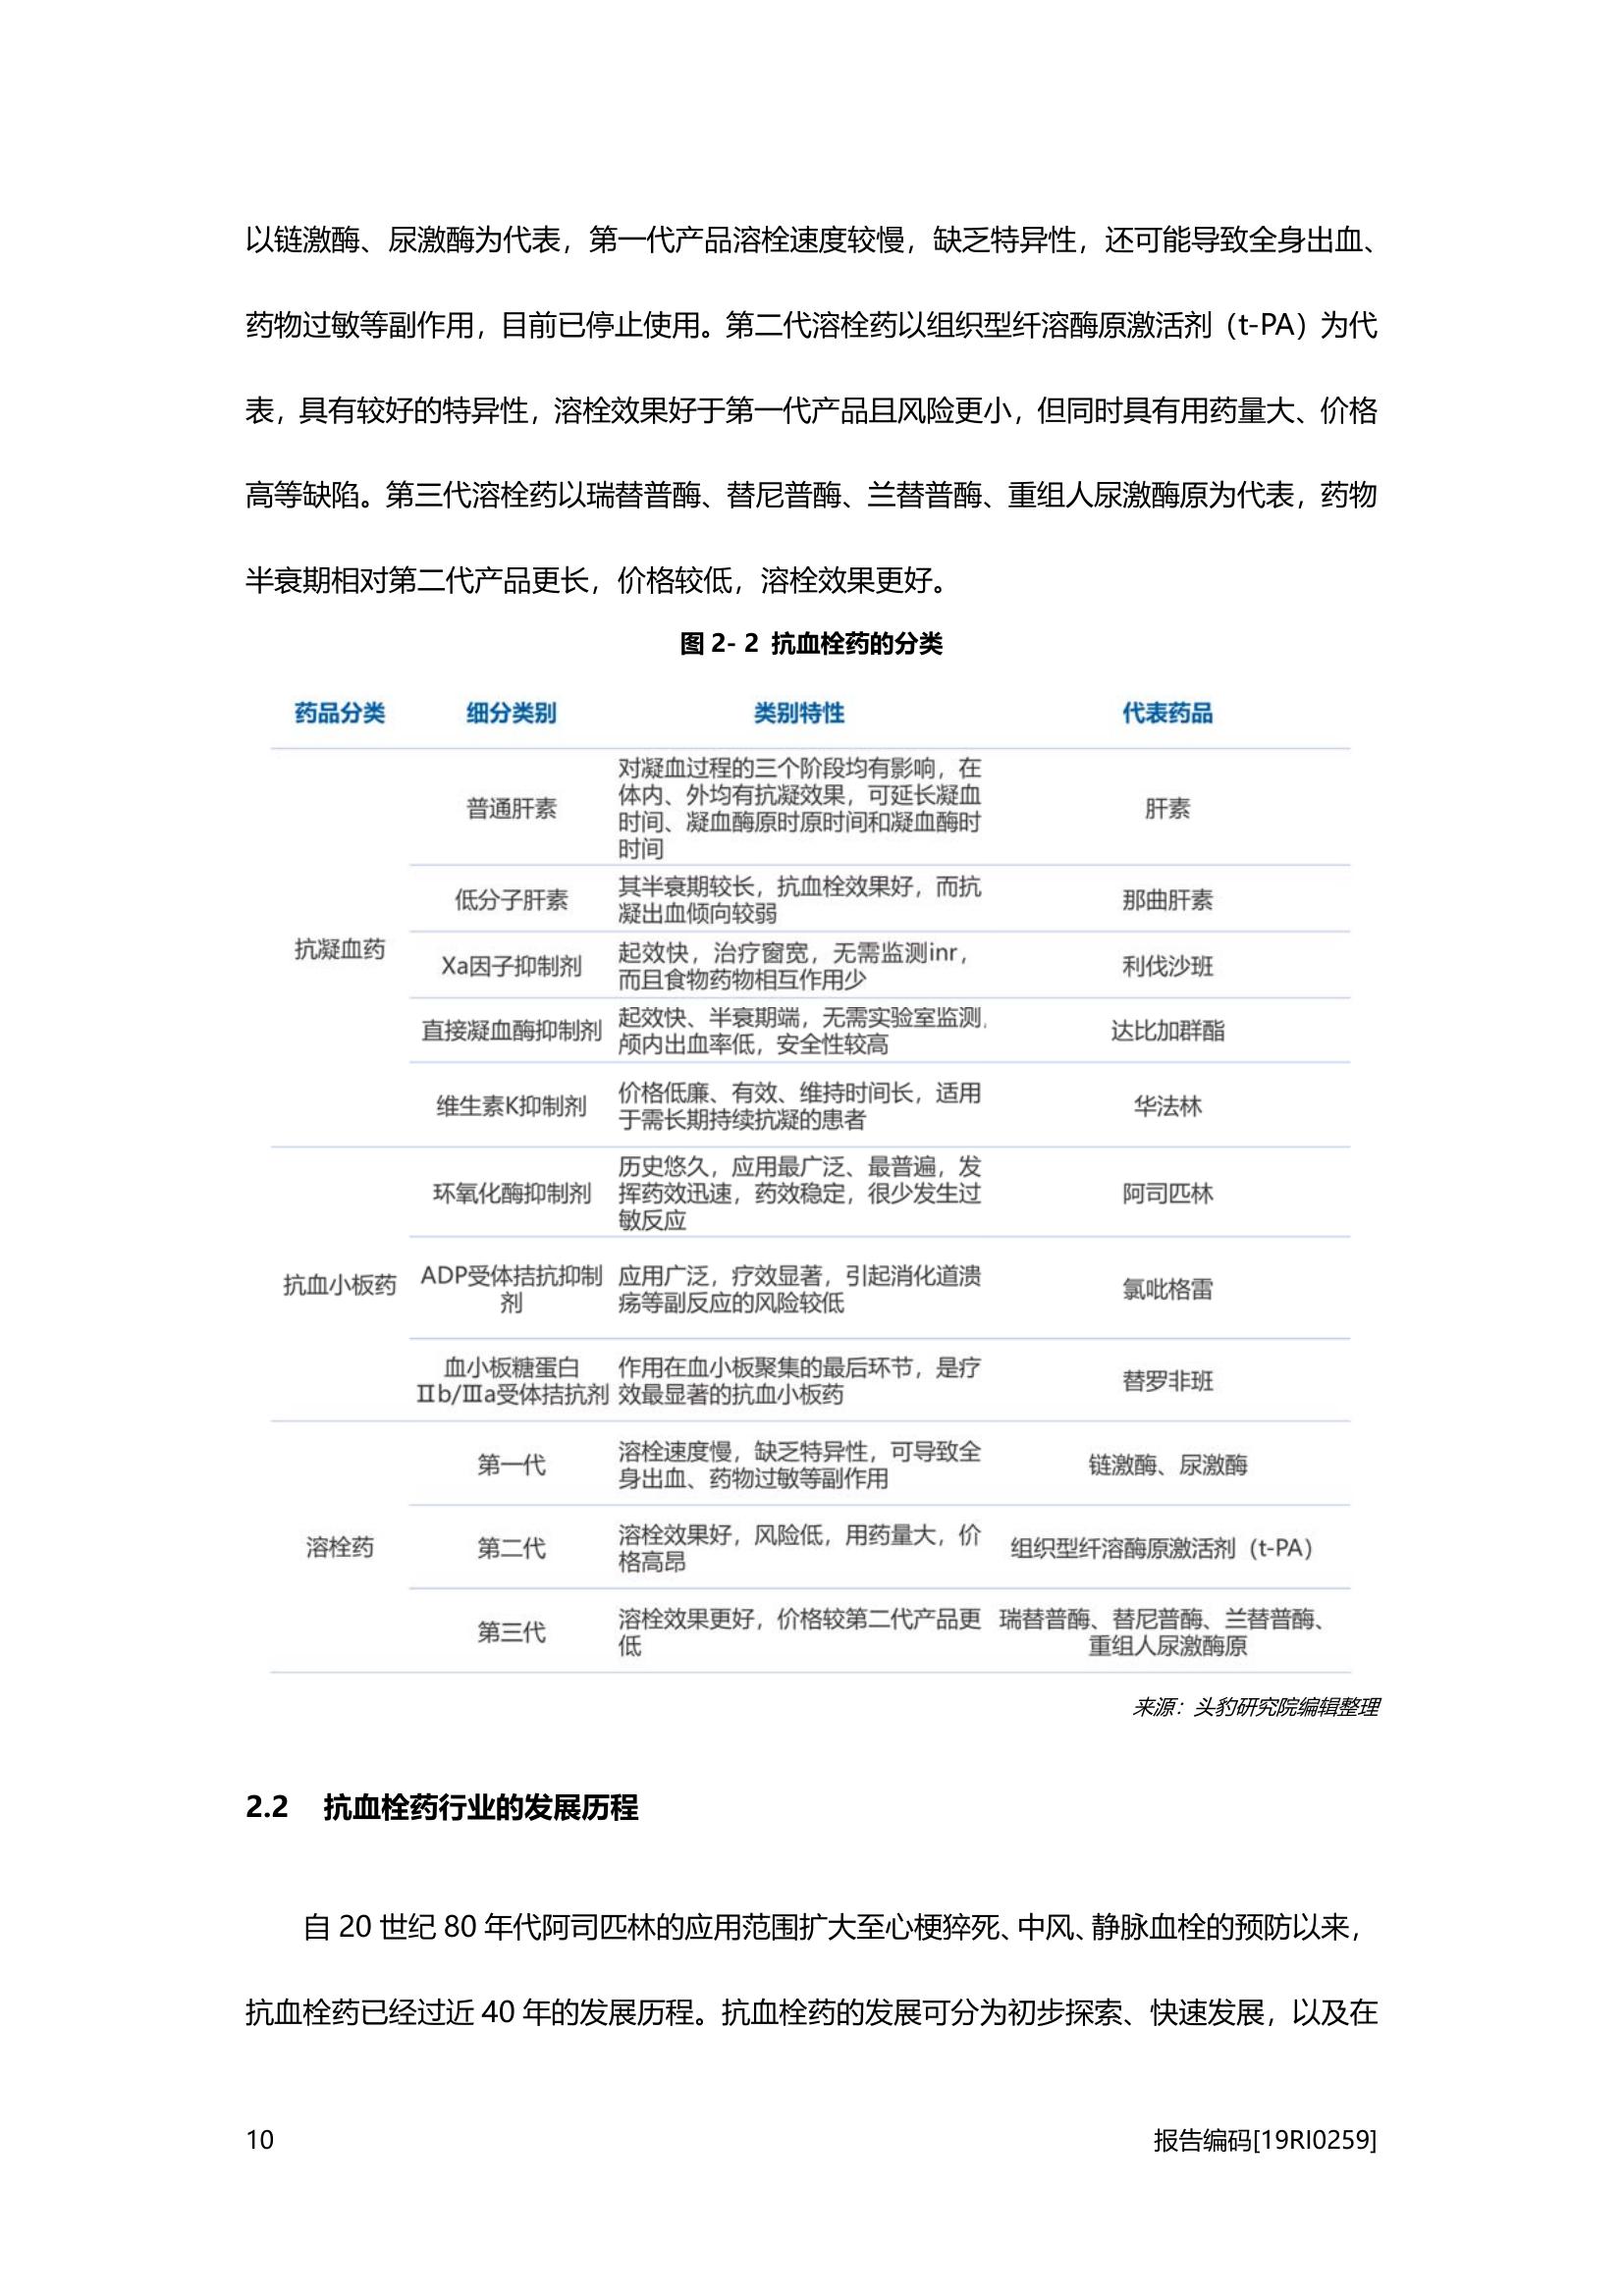 以链激酶、尿激酶为代表，第一代产品溶栓速度较慢，缺乏特异性，还可能导致全身出血、
药物过敏等副作用，目前已停止使用。第二代溶栓药以组织型纤溶酶原激活剂（t-PA）为代
表，具有较好的特异性，溶栓效果好于第一代产品且风险更小，但同时具有用药量大、价格
高等缺陷。第三代溶栓药以瑞替普酶、替尼普酶、兰替普酶、重组人尿激酶原为代表，药物
半衰期相对第二代产品更长，价格较低，溶栓效果更好。
图 2- 2 抗血栓药的分类
药品分类 细分类别 类别特性 代表药品
抗凝血药
普通肝素
对凝血过程的三个阶段均有影响，在
体内、外均有抗凝效果，可延长凝血
时间、凝血酶原时原时间和凝血酶时
时间
肝素
低分子肝素
其半衰期较长，抗血栓效果好，而抗
凝出血倾向较弱
那曲肝素
Xa因子抑制剂
起效快，治疗窗宽，无需监测inr，
而且食物药物相互作用少
利伐沙班
直接凝血酶抑制剂
起效快、半衰期端，无需实验室监测，
颅内出血率低，安全性较高
达比加群酯
维生素K抑制剂
价格低廉、有效、维持时间长，适用
于需长期持续抗凝的患者
华法林
抗血小板药
环氧化酶抑制剂
历史悠久，应用最广泛、最普遍，发
挥药效迅速，药效稳定，很少发生过
敏反应
阿司匹林
ADP受体拮抗抑制
剂
应用广泛，疗效显著，引起消化道溃
疡等副反应的风险较低
氯吡格雷
血小板糖蛋白
Ⅱb/Ⅲa受体拮抗剂
作用在血小板聚集的最后环节，是疗
效最显著的抗血小板药
替罗非班
溶栓药
第一代
溶栓速度慢，缺乏特异性，可导致全
身出血、药物过敏等副作用
链激酶、尿激酶
第二代
溶栓效果好，风险低，用药量大，价
格高昂
组织型纤溶酶原激活剂（t-PA）
第三代
溶栓效果更好，价格较第二代产品更
低
瑞替普酶、替尼普酶、兰替普酶、
重组人尿激酶原
来源：头豹研究院编辑整理
2.2 抗血栓药行业的发展历程
自 20 世纪 80 年代阿司匹林的应用范围扩大至心梗猝死、中风、静脉血栓的预防以来，
抗血栓药已经过近 40 年的发展历程。抗血栓药的发展可分为初步探索、快速发展，以及在
10
报告编码[19RI0259]